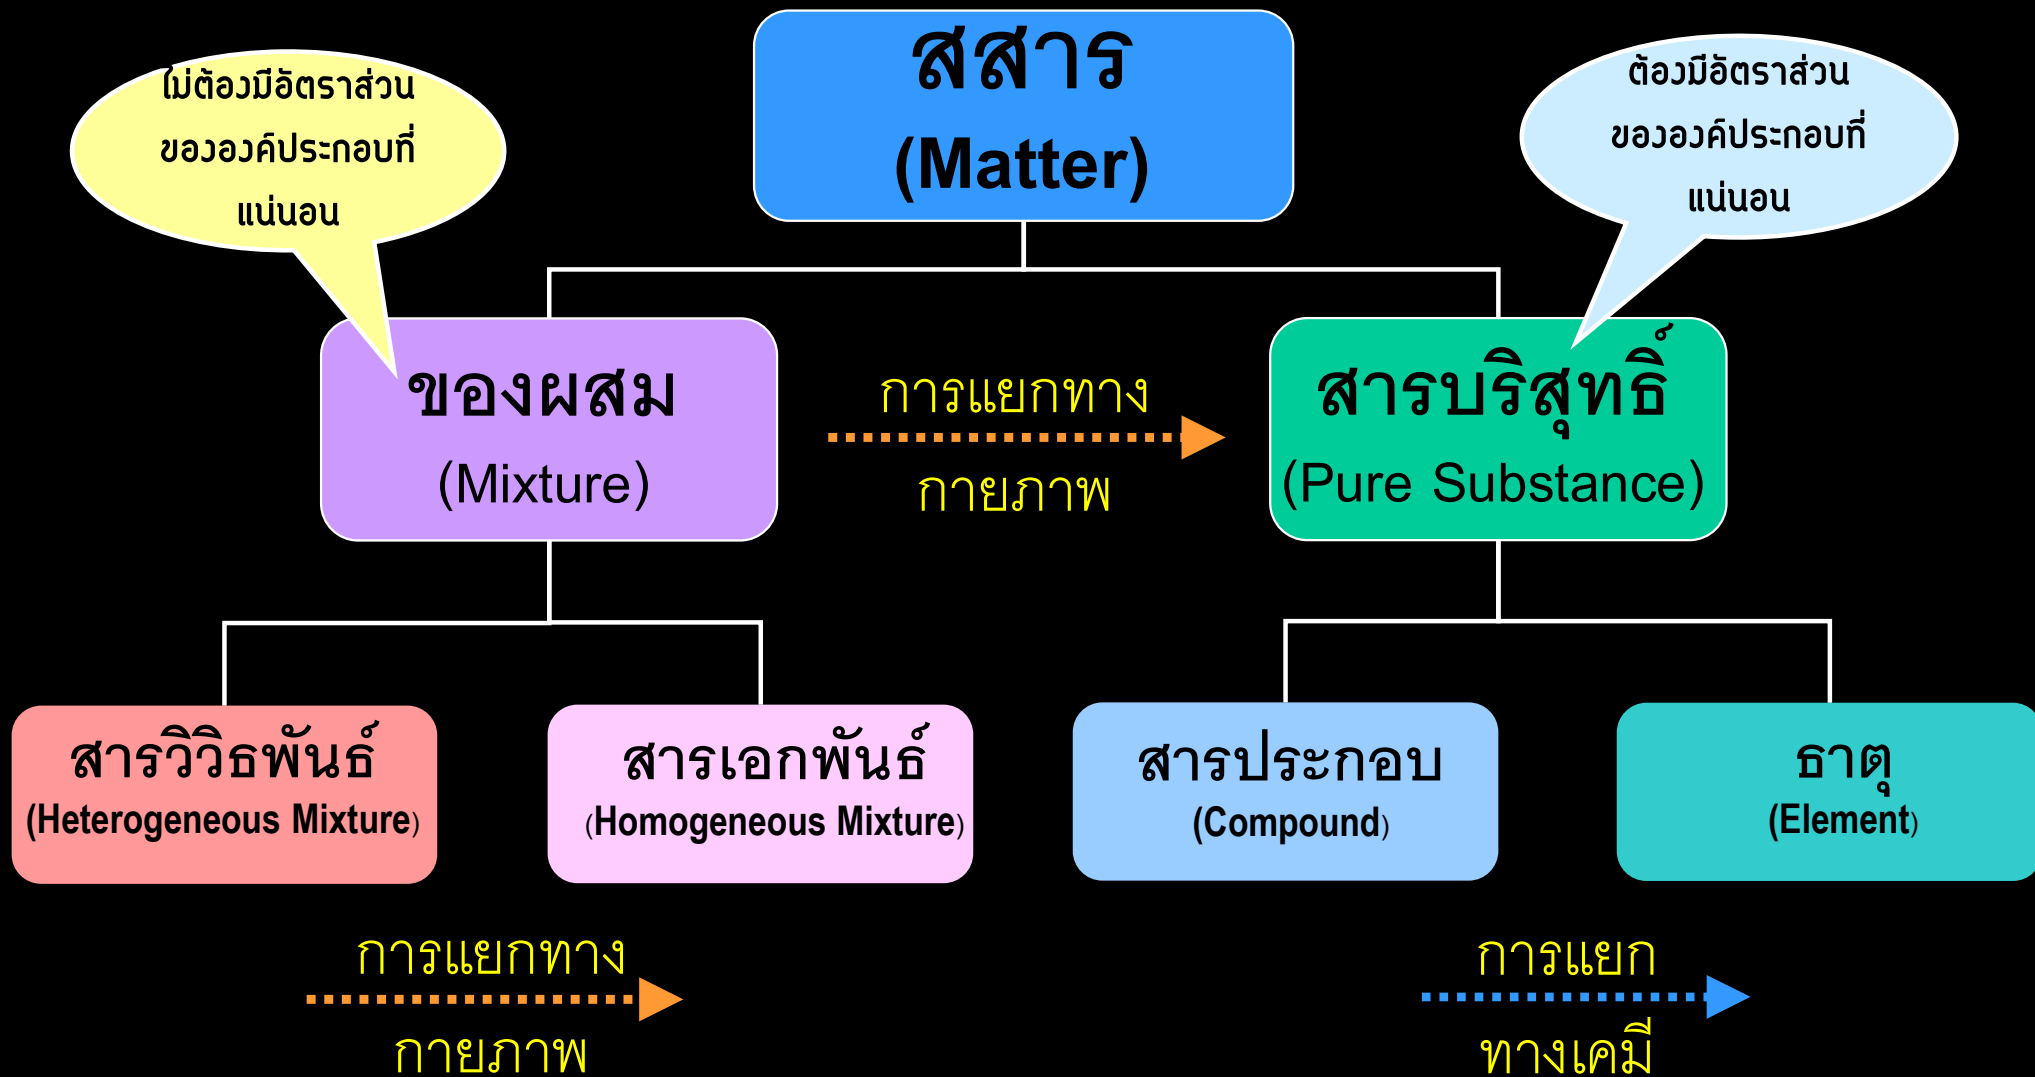 สสาร
(Matter)
ไม่ต้องมีอัตราส่วน
ขององค์ประกอบที่
แน่นอน
ต้องมีอัตราส่วน
ขององค์ประกอบที่
แน่นอน
ของผสม
(Mixture)
การแยกทาง
กายภาพ
สารบริสุทธิ์
(Pure Substance)
สารวิวิธพันธ์
(Heterogeneous Mixture)
สารเอกพันธ์
(Homogeneous Mixture)
สารประกอบ
(Compound)
ธาตุ
(Element)
การแยกทาง
กายภาพ
การแยก
ทางเคมี